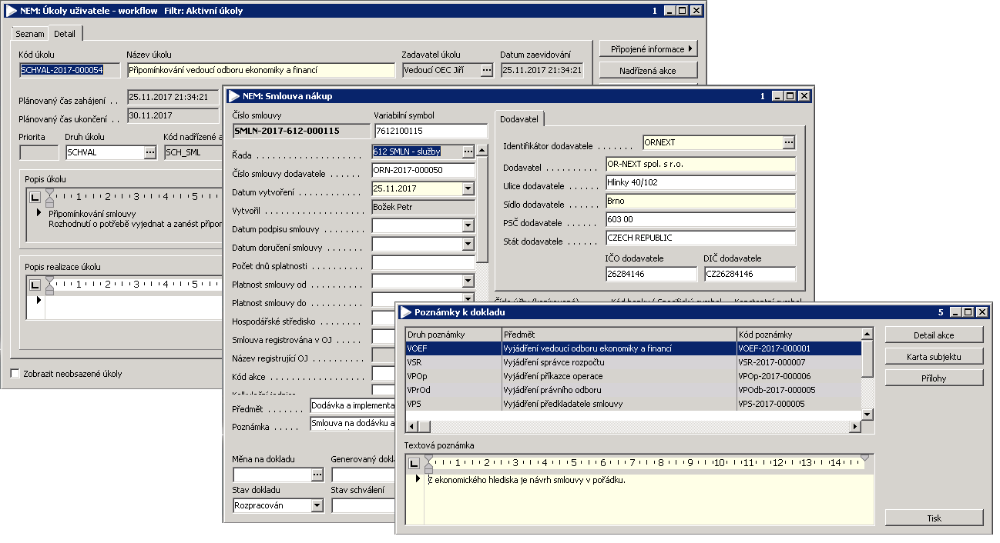 NEM: Úkoly uživatele - workflow Filtr: Aktivní úkoly 1
Seznam Detail
Kód úkolu Název úkolu Zadavatel úkolu Datum zaevidování
SCHVAL-2017-000054 Připomínkování vedoucí odboru ekonomiky a financí Vedoucí OEC Jiří ... 25.11.2017 21:34:21
Připojené informace
Nadřízená akce
Plánovaný čas zahájení . . 25.11.2017 21:34:21
Plánovaný čas ukončení . . 30.11.2017
Priorita Druh úkolu Kód nadřízené a
SCHVAL ... SCH_SML
Popis úkolu
1 2 3 4 5
Připomínkování smlouvy
Rozhodnutí o potřebě vyjednat a zanést připor
Popis realizace úkolu
1 2 3 4 5
Zobrazit neobsazené úkoly
NEM: Smlouva nákup 1
Číslo smlouvy Variabilní symbol
SMLN-2017-612-000115 7612100115
Řada . . . . . . . . . . . . . . . . . . . . 612 SMLN - služby ...
Číslo smlouvy dodavatele . . . . . . ORN-2017-000050
Datum vytvoření . . . . . . . . . . . . 25.11.2017
Vytvořil . . . . . . . . . . . . . . . . . . Božek Petr
Datum podpisu smlouvy . . . . . . . .
Datum doručení smlouvy . . . . . . .
Počet dnů splatnosti . . . . . . . . . .
Platnost smlouvy od . . . . . . . . . .
Platnost smlouvy do . . . . . . . . . .
Hospodářské středisko . . . . . . . . .
Smlouva registrována v OJ . . . . .
Název registrující OJ . . . . . . . . . .
Kód akce . . . . . . . . . . . . . . . . .
Předmět . . . . . . . Dodávka a implementa
Poznámka . . . . . Smlouva na dodávku a
Měna na dokladu Generovaný dokl
...
Stav dokladu Stav schválení
Rozpracován
Dodavatel
Identifikátor dodavatele . . . . . . . ORNEXT ...
Dodavatel . . . . . . . . . . OR-NEXT spol. s r.o.
Ulice dodavatele . . . . . . Hlinky 40/102
Sídlo dodavatele . . . . . . Brno
PSČ dodavatele . . . . . . 603 00
Stát dodavatele . . . . . . CZECH REPUBLIC
IČO dodavatele DIČ dodavatele
26284146 CZ26284146
Poznámky k dokladu 5
Druh poznámky Předmět Kód poznámky
VOEF Vyjádření vedoucí odboru ekonomiky a financí VOEF-2017-000001
VSR Vyjádření správce rozpočtu VSR-2017-000007
VPOp Vyjádření příkazce operace VPOp-2017-000006
VPrOd Vyjádření právního odboru VPOdb-2017-000005
VPS Vyjádření předkladatele smlouvy VPS-2017-000005
Detail akce
Karta subjektu
Přílohy
Textová poznámka
1 2 3 4 5 6 7 8 9 10 11 12 13 14
Z ekonomického hlediska je návrh smlouvy v pořádku.
Tisk